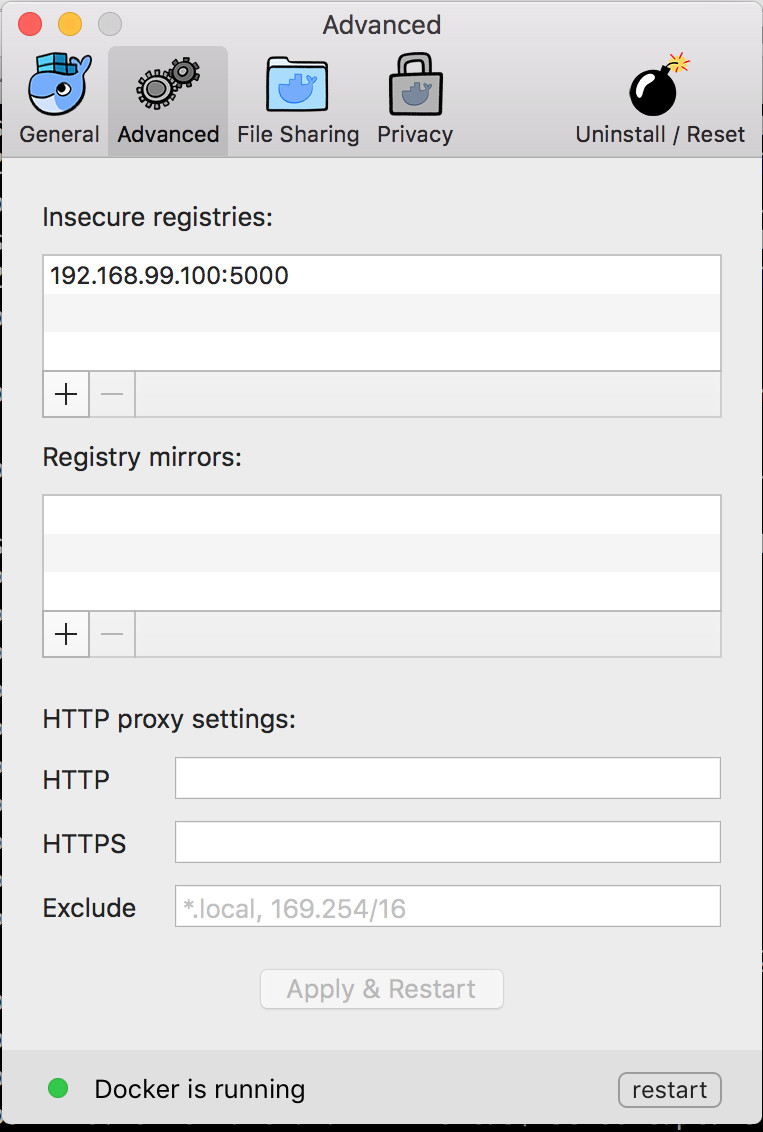 Advanced
General Advanced File Sharing Privacy Uninstall / Reset
Insecure registries:
192.168.99.100:5000
Registry mirrors:
HTTP proxy settings:
HTTP
HTTPS
Exclude *.local, 169.254/16
Apply & Restart
Docker is running restart